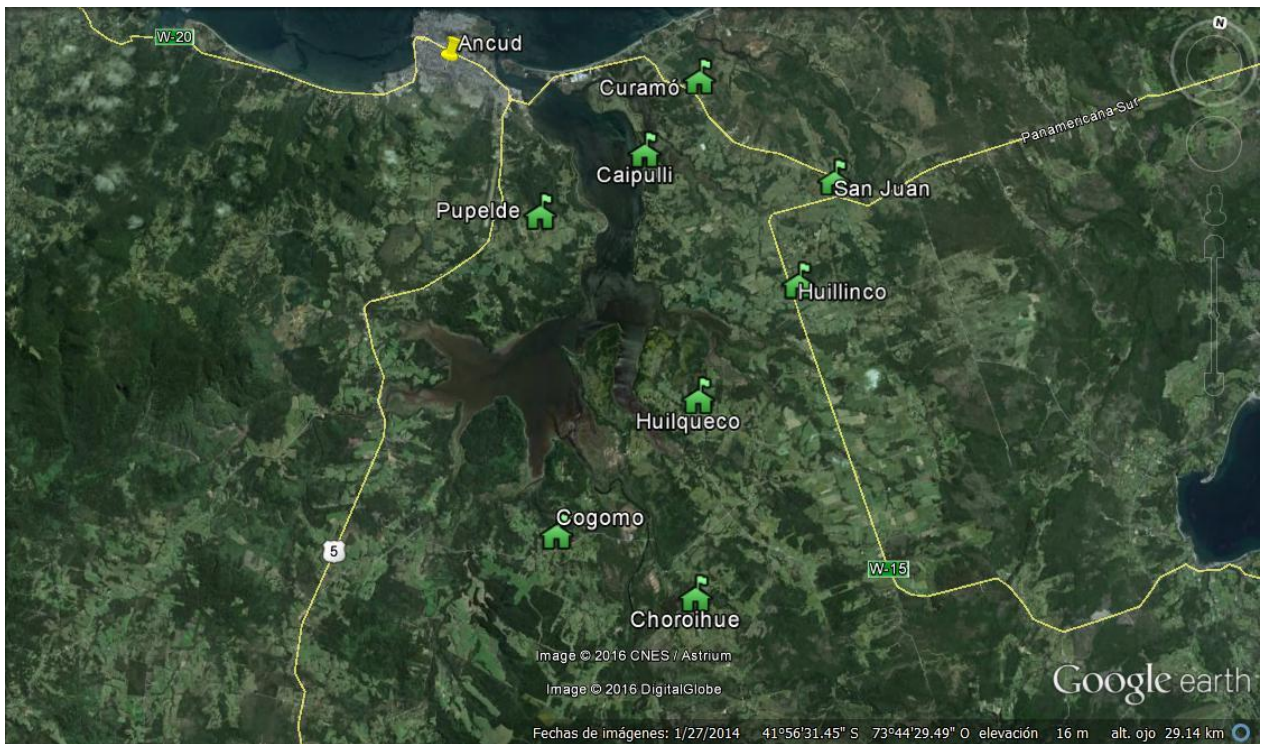 N
W-20
Ancud
Curamó
Panamericana Sur
Caipulli
San Juan
Pupelde
Huillinco
Huilqueco
Cogomo
5
W-15
Choroihue
Image © 2016 CNES / Astrium
Image © 2016 DigitalGlobe
Google earth
Fechas de imágenes: 1/27/2014 41°56'31.45" S 73°44'29.49" O elevación 16 m alt. ojo 29.14 km